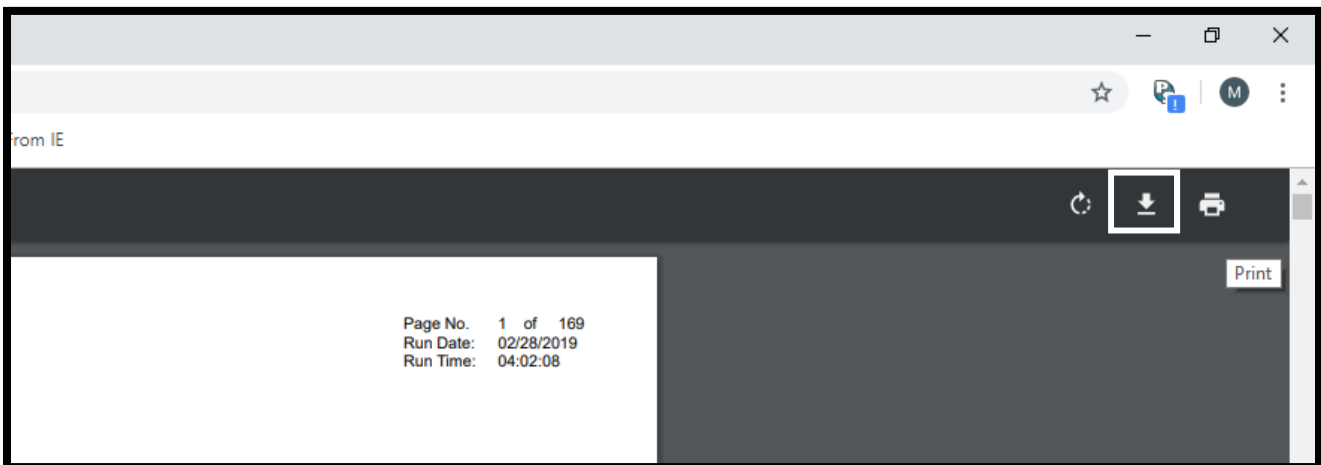 M
From IE
Print
Page No. 1 of 169
Run Date: 02/28/2019
Run Time: 04:02:08